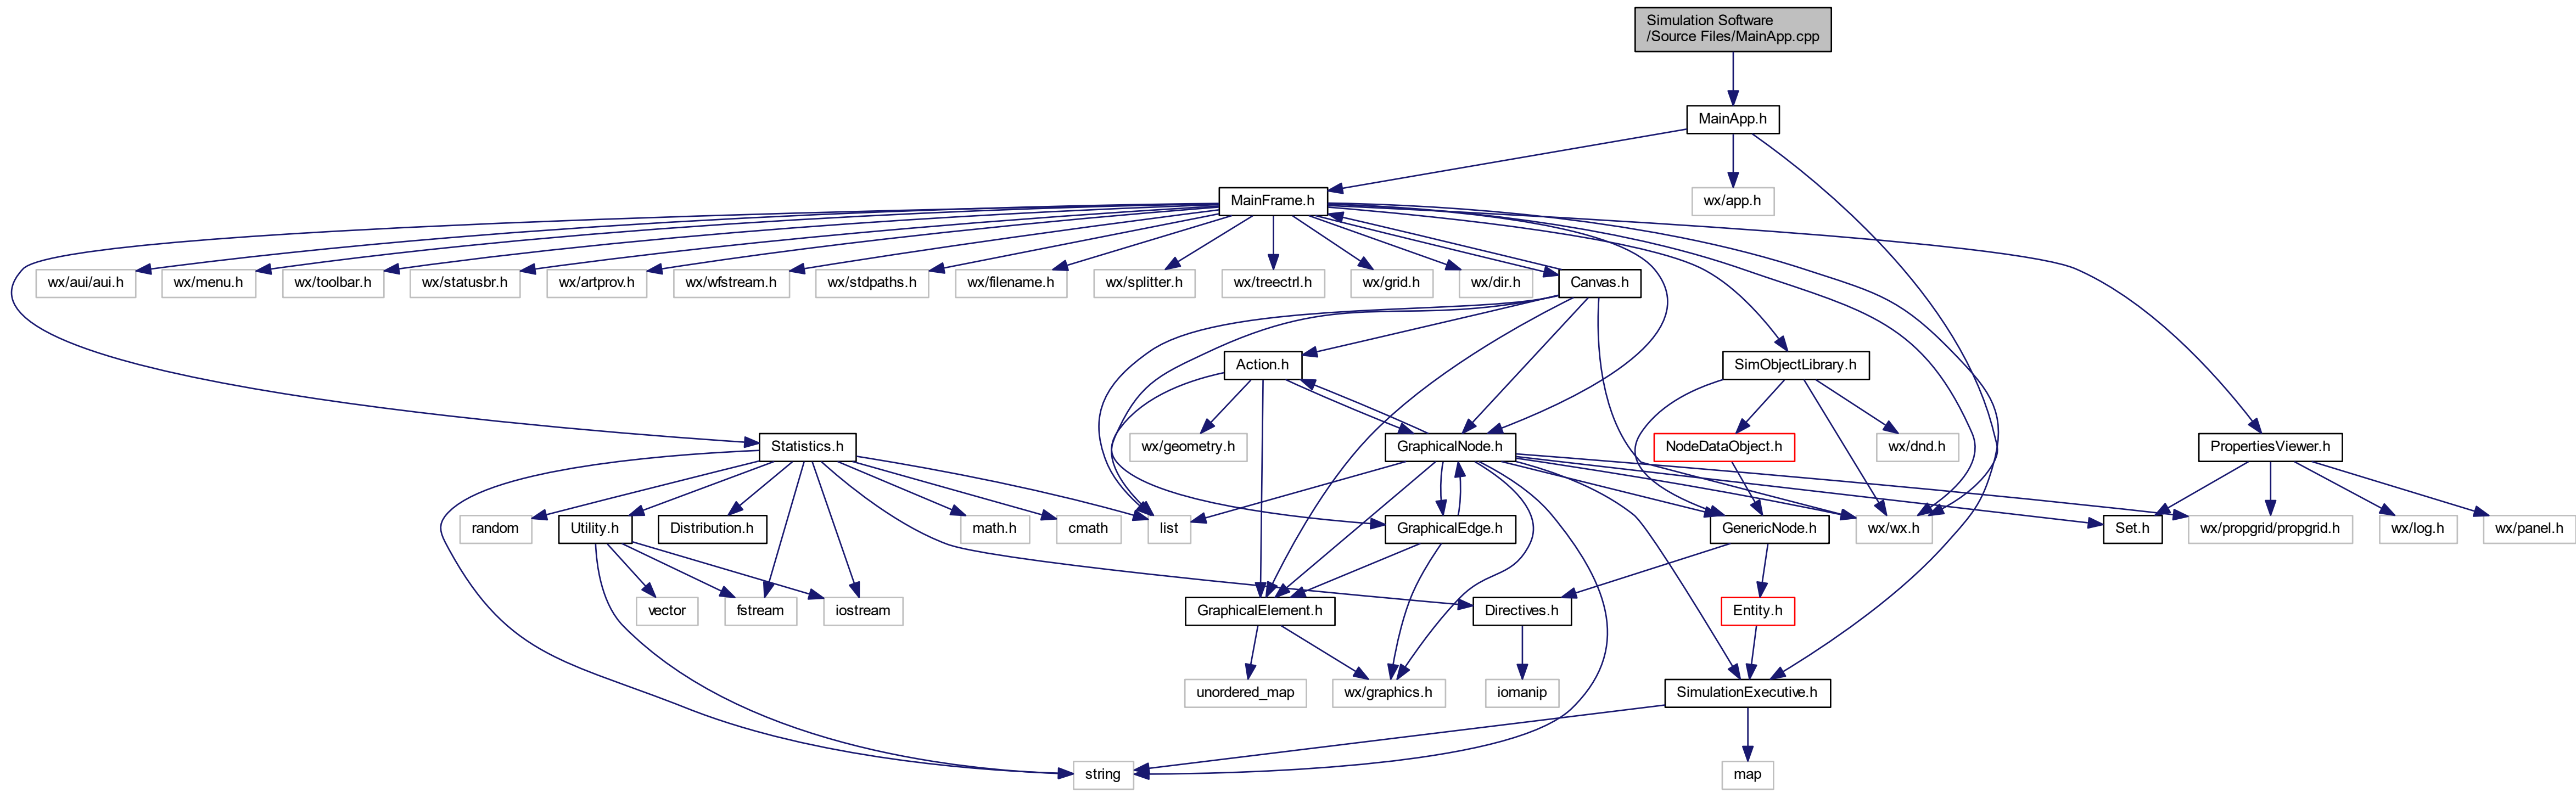 Simulation Software
/Source Files/MainApp.cpp
MainApp.h
MainFrame.h
wx/app.h
wx/aui/aui.h
wx/menu.h
wx/toolbar.h
wx/statusbr.h
wx/artprov.h
wx/wfstream.h
wx/stdpaths.h
wx/filename.h
wx/splitter.h
wx/treectrl.h
wx/grid.h
wx/dir.h
Canvas.h
Action.h
SimObjectLibrary.h
Statistics.h
wx/geometry.h
GraphicalNode.h
NodeDataObject.h
wx/dnd.h
PropertiesViewer.h
random
Utility.h
Distribution.h
math.h
cmath
list
GraphicalEdge.h
GenericNode.h
wx/wx.h
Set.h
wx/propgrid/propgrid.h
wx/log.h
wx/panel.h
vector
fstream
iostream
GraphicalElement.h
Directives.h
Entity.h
unordered_map
wx/graphics.h
iomanip
SimulationExecutive.h
string
map